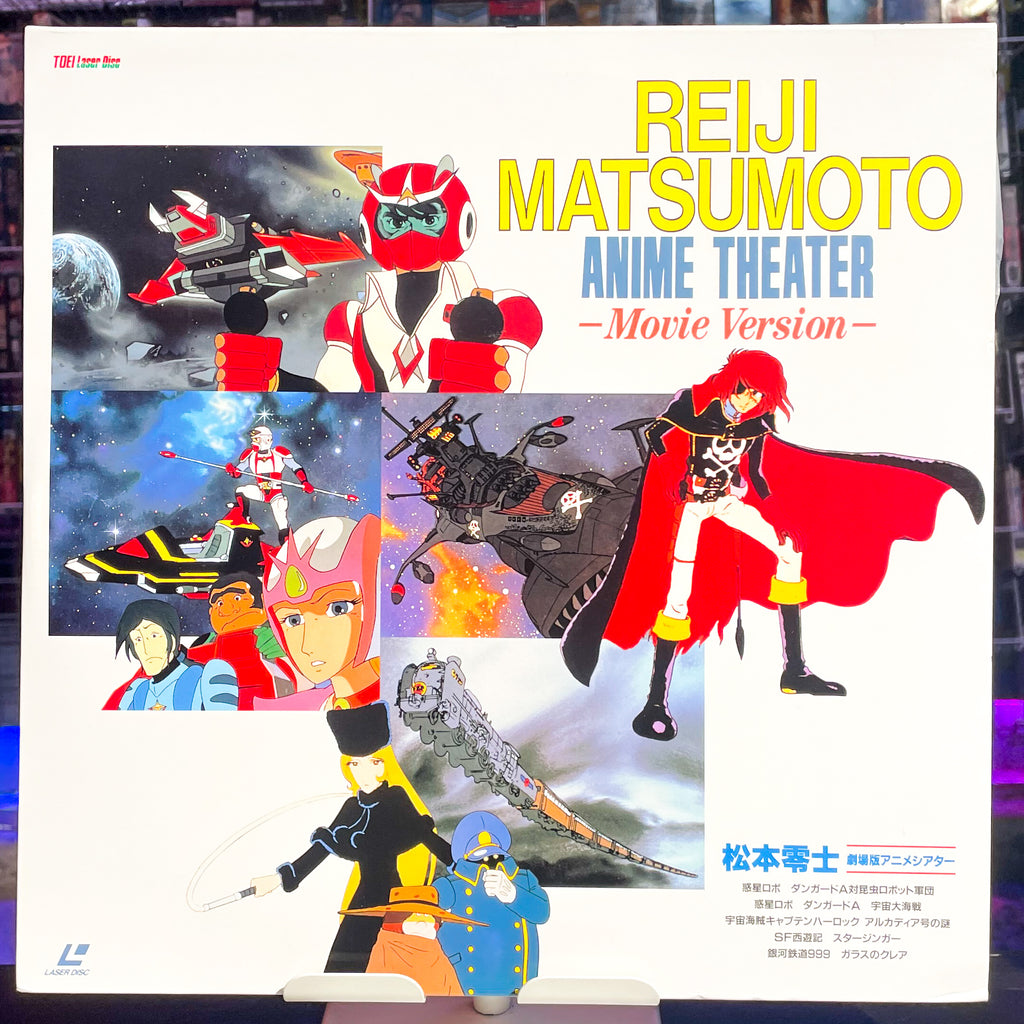 TOEI Laser Disc
REIJI
MATSUMOTO
ANIME THEATER
–Movie Version–
松本零士 劇場版アニメシアター
惑星ロボ ダンガードA対昆虫ロボット軍団
惑星ロボ ダンガードA 宇宙大海戦
宇宙海賊キャプテンハーロック アルカディア号の謎
SF西遊記 スタージンガー
銀河鉄道999 ガラスのクレア
LASER DISC